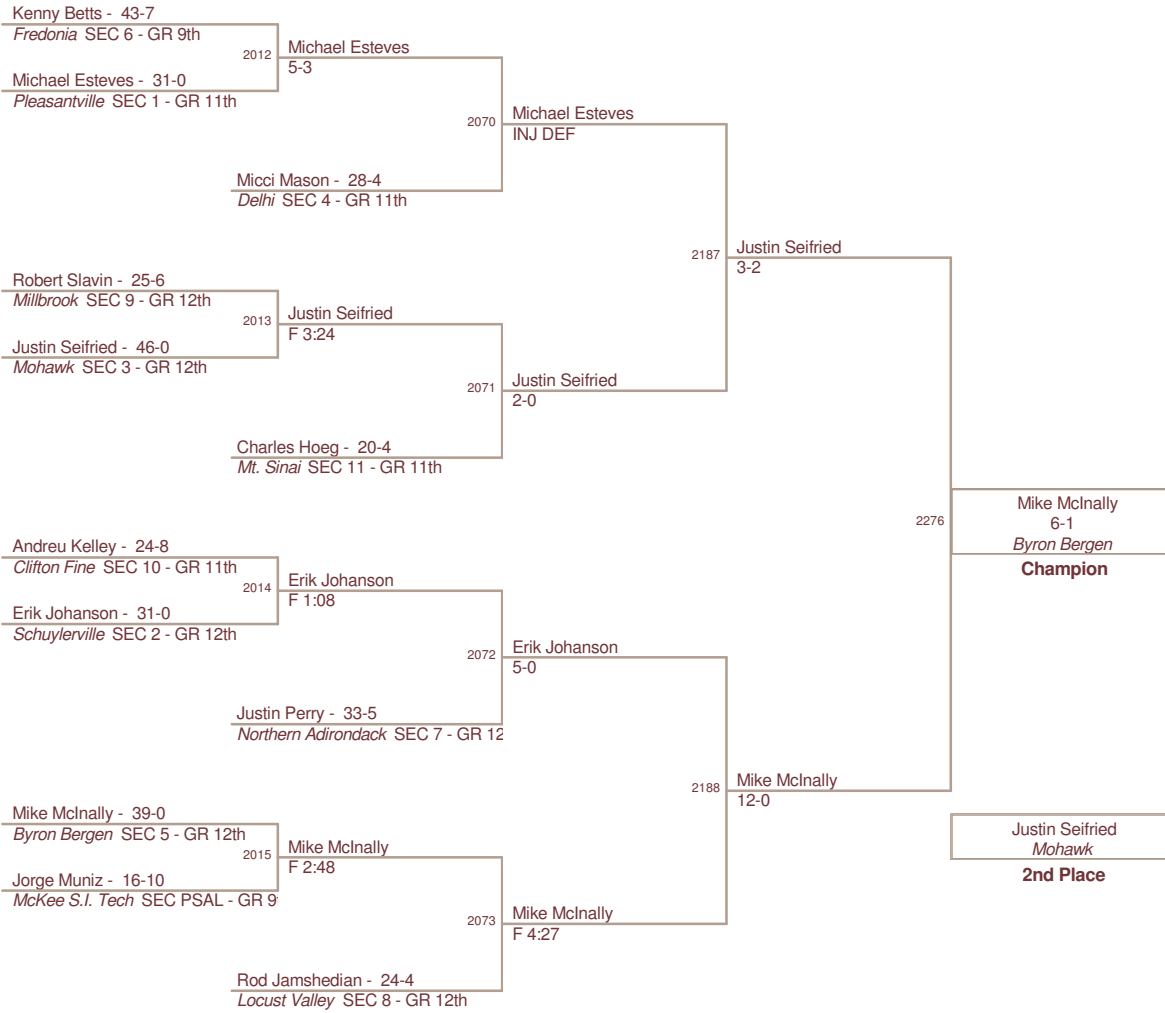 Kenny Betts - 43-7
Fredonia SEC 6 - GR 9th
2012
Michael Esteves
5-3
Michael Esteves - 31-0
Pleasantville SEC 1 - GR 11th
2070
Michael Esteves
INJ DEF
Micci Mason - 28-4
Delhi SEC 4 - GR 11th
2187
Justin Seifried
3-2
Robert Slavin - 25-6
Millbrook SEC 9 - GR 12th
2013
Justin Seifried
F 3:24
Justin Seifried - 46-0
Mohawk SEC 3 - GR 12th
2071
Justin Seifried
2-0
Charles Hoeg - 20-4
Mt. Sinai SEC 11 - GR 11th
2276
Mike McInally
6-1
Byron Bergen
Champion
Andreu Kelley - 24-8
Clifton Fine SEC 10 - GR 11th
2014
Erik Johanson
F 1:08
Erik Johanson - 31-0
Schuylerville SEC 2 - GR 12th
2072
Erik Johanson
5-0
Justin Perry - 33-5
Northern Adirondack SEC 7 - GR 12
2188
Mike McInally
12-0
Mike McInally - 39-0
Byron Bergen SEC 5 - GR 12th
2015
Mike McInally
F 2:48
Jorge Muniz - 16-10
McKee S.I. Tech SEC PSAL - GR 9
2073
Mike McInally
F 4:27
Rod Jamshedian - 24-4
Locust Valley SEC 8 - GR 12th
Justin Seifried
Mohawk
2nd Place